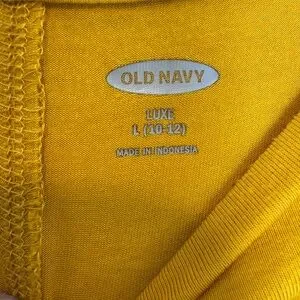 OLD NAVY
LUXE
L (10-12)
MADE IN INDONESIA